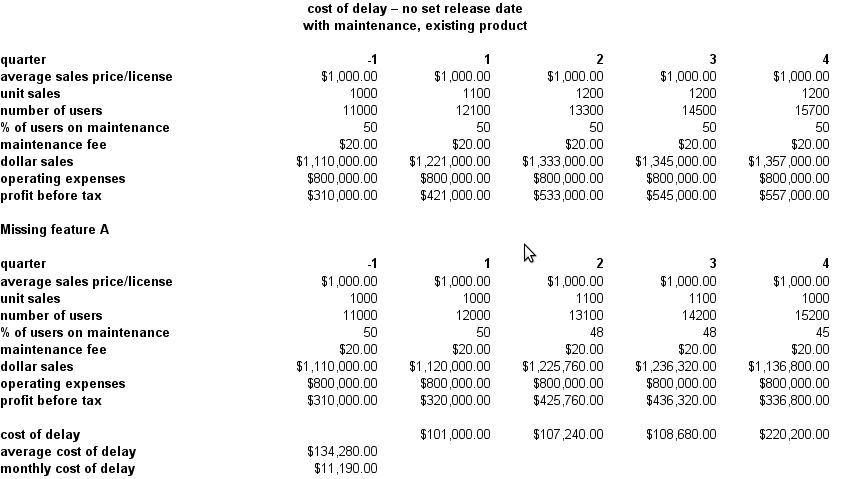 cost of delay – no set release date
with maintenance, existing product
quarter -1 1 2 3 4
average sales price/license $1,000.00 $1,000.00 $1,000.00 $1,000.00 $1,000.00
unit sales 1000 1100 1200 1200 1200
number of users 11000 12100 13300 14500 15700
% of users on maintenance 50 50 50 50 50
maintenance fee $20.00 $20.00 $20.00 $20.00 $20.00
dollar sales $1,110,000.00 $1,221,000.00 $1,333,000.00 $1,345,000.00 $1,357,000.00
operating expenses $800,000.00 $800,000.00 $800,000.00 $800,000.00 $800,000.00
profit before tax $310,000.00 $421,000.00 $533,000.00 $545,000.00 $557,000.00
Missing feature A
quarter -1 1 2 3 4
average sales price/license $1,000.00 $1,000.00 $1,000.00 $1,000.00 $1,000.00
unit sales 1000 1000 1100 1100 1000
number of users 11000 12000 13100 14200 15200
% of users on maintenance 50 50 48 48 45
maintenance fee $20.00 $20.00 $20.00 $20.00 $20.00
dollar sales $1,110,000.00 $1,120,000.00 $1,225,760.00 $1,236,320.00 $1,136,800.00
operating expenses $800,000.00 $800,000.00 $800,000.00 $800,000.00 $800,000.00
profit before tax $310,000.00 $320,000.00 $425,760.00 $436,320.00 $336,800.00
cost of delay $101,000.00 $107,240.00 $108,680.00 $220,200.00
average cost of delay $134,280.00
monthly cost of delay $11,190.00